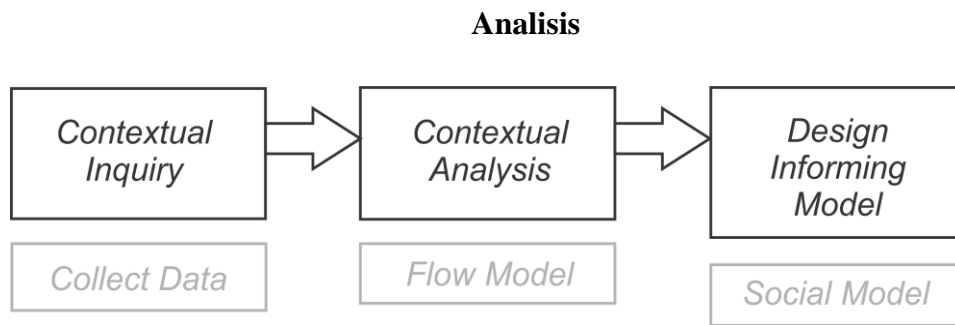 Analisis
Contextual
Inquiry
Contextual
Analysis
Design
Informing
Model
Collect Data
Flow Model
Social Model